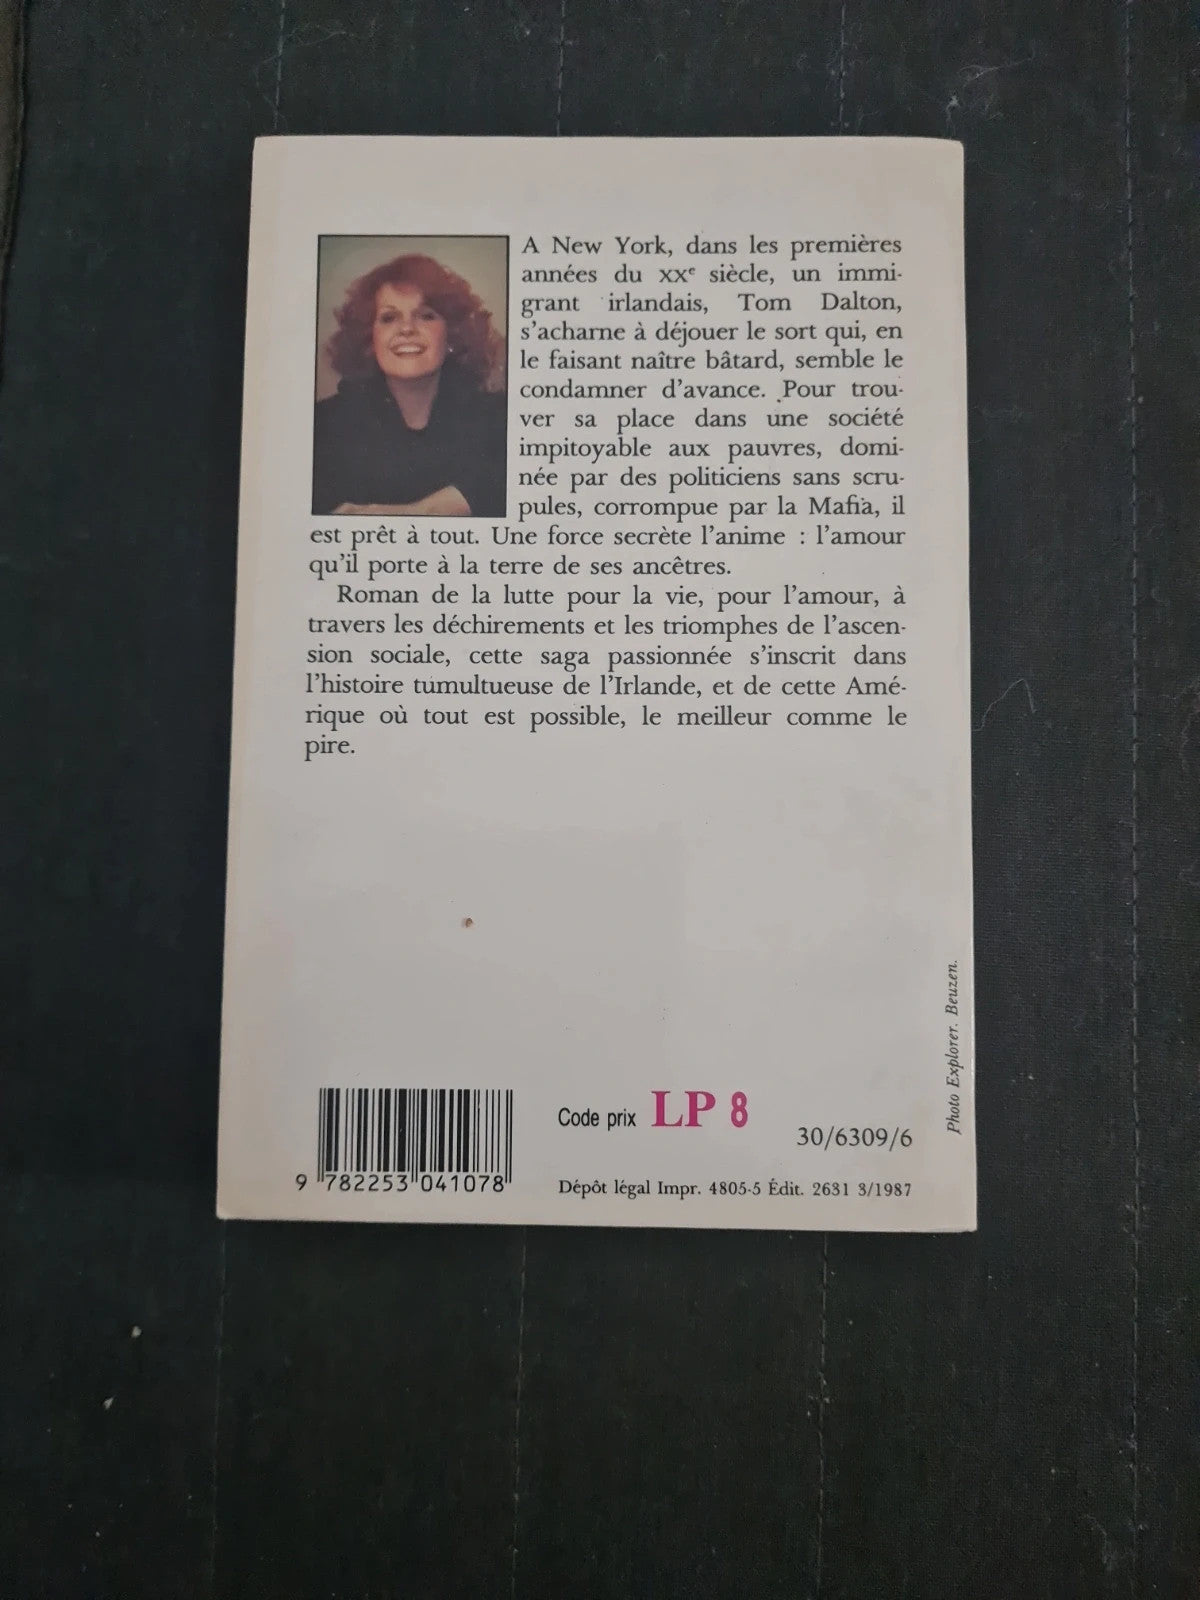 A New York, dans les premières
années du XXe siècle, un immi-
grant irlandais, Tom Dalton,
s'acharne à déjouer le sort qui, en
le faisant naître bâtard, semble le
condamner d'avance. Pour trou-
ver sa place dans une société
impitoyable aux pauvres, domi-
née par des politiciens sans scru-
pules, corrompue par la Mafia, il
est prêt à tout. Une force secrète l'anime : l'amour
qu'il porte à la terre de ses ancêtres.
Roman de la lutte pour la vie, pour l'amour, à
travers les déchirements et les triomphes de l'ascen-
sion sociale, cette saga passionnée s'inscrit dans
l'histoire tumultueuse de l'Irlande, et de cette Amé-
rique où tout est possible, le meilleur comme le
pire.
Photo Explorer. Beuzen.
Code prix LP 8
30/6309/6
9 782253 041078
Dépôt légal Impr. 4805-5 Édit. 2631 3/1987